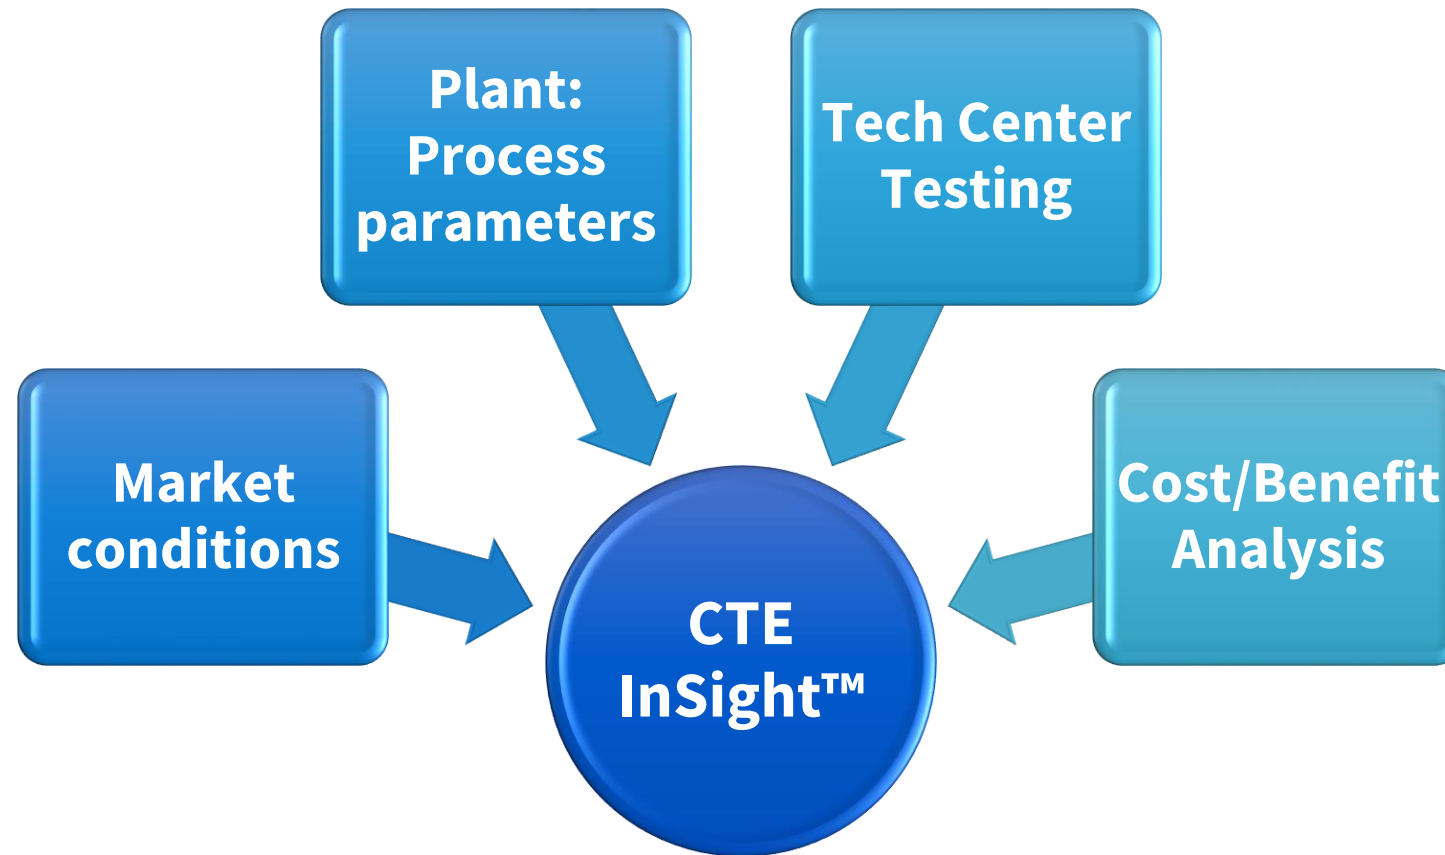 Plant:
Process
parameters
Tech Center
Testing
Market
conditions
Cost/Benefit
Analysis
CTE
InSight™